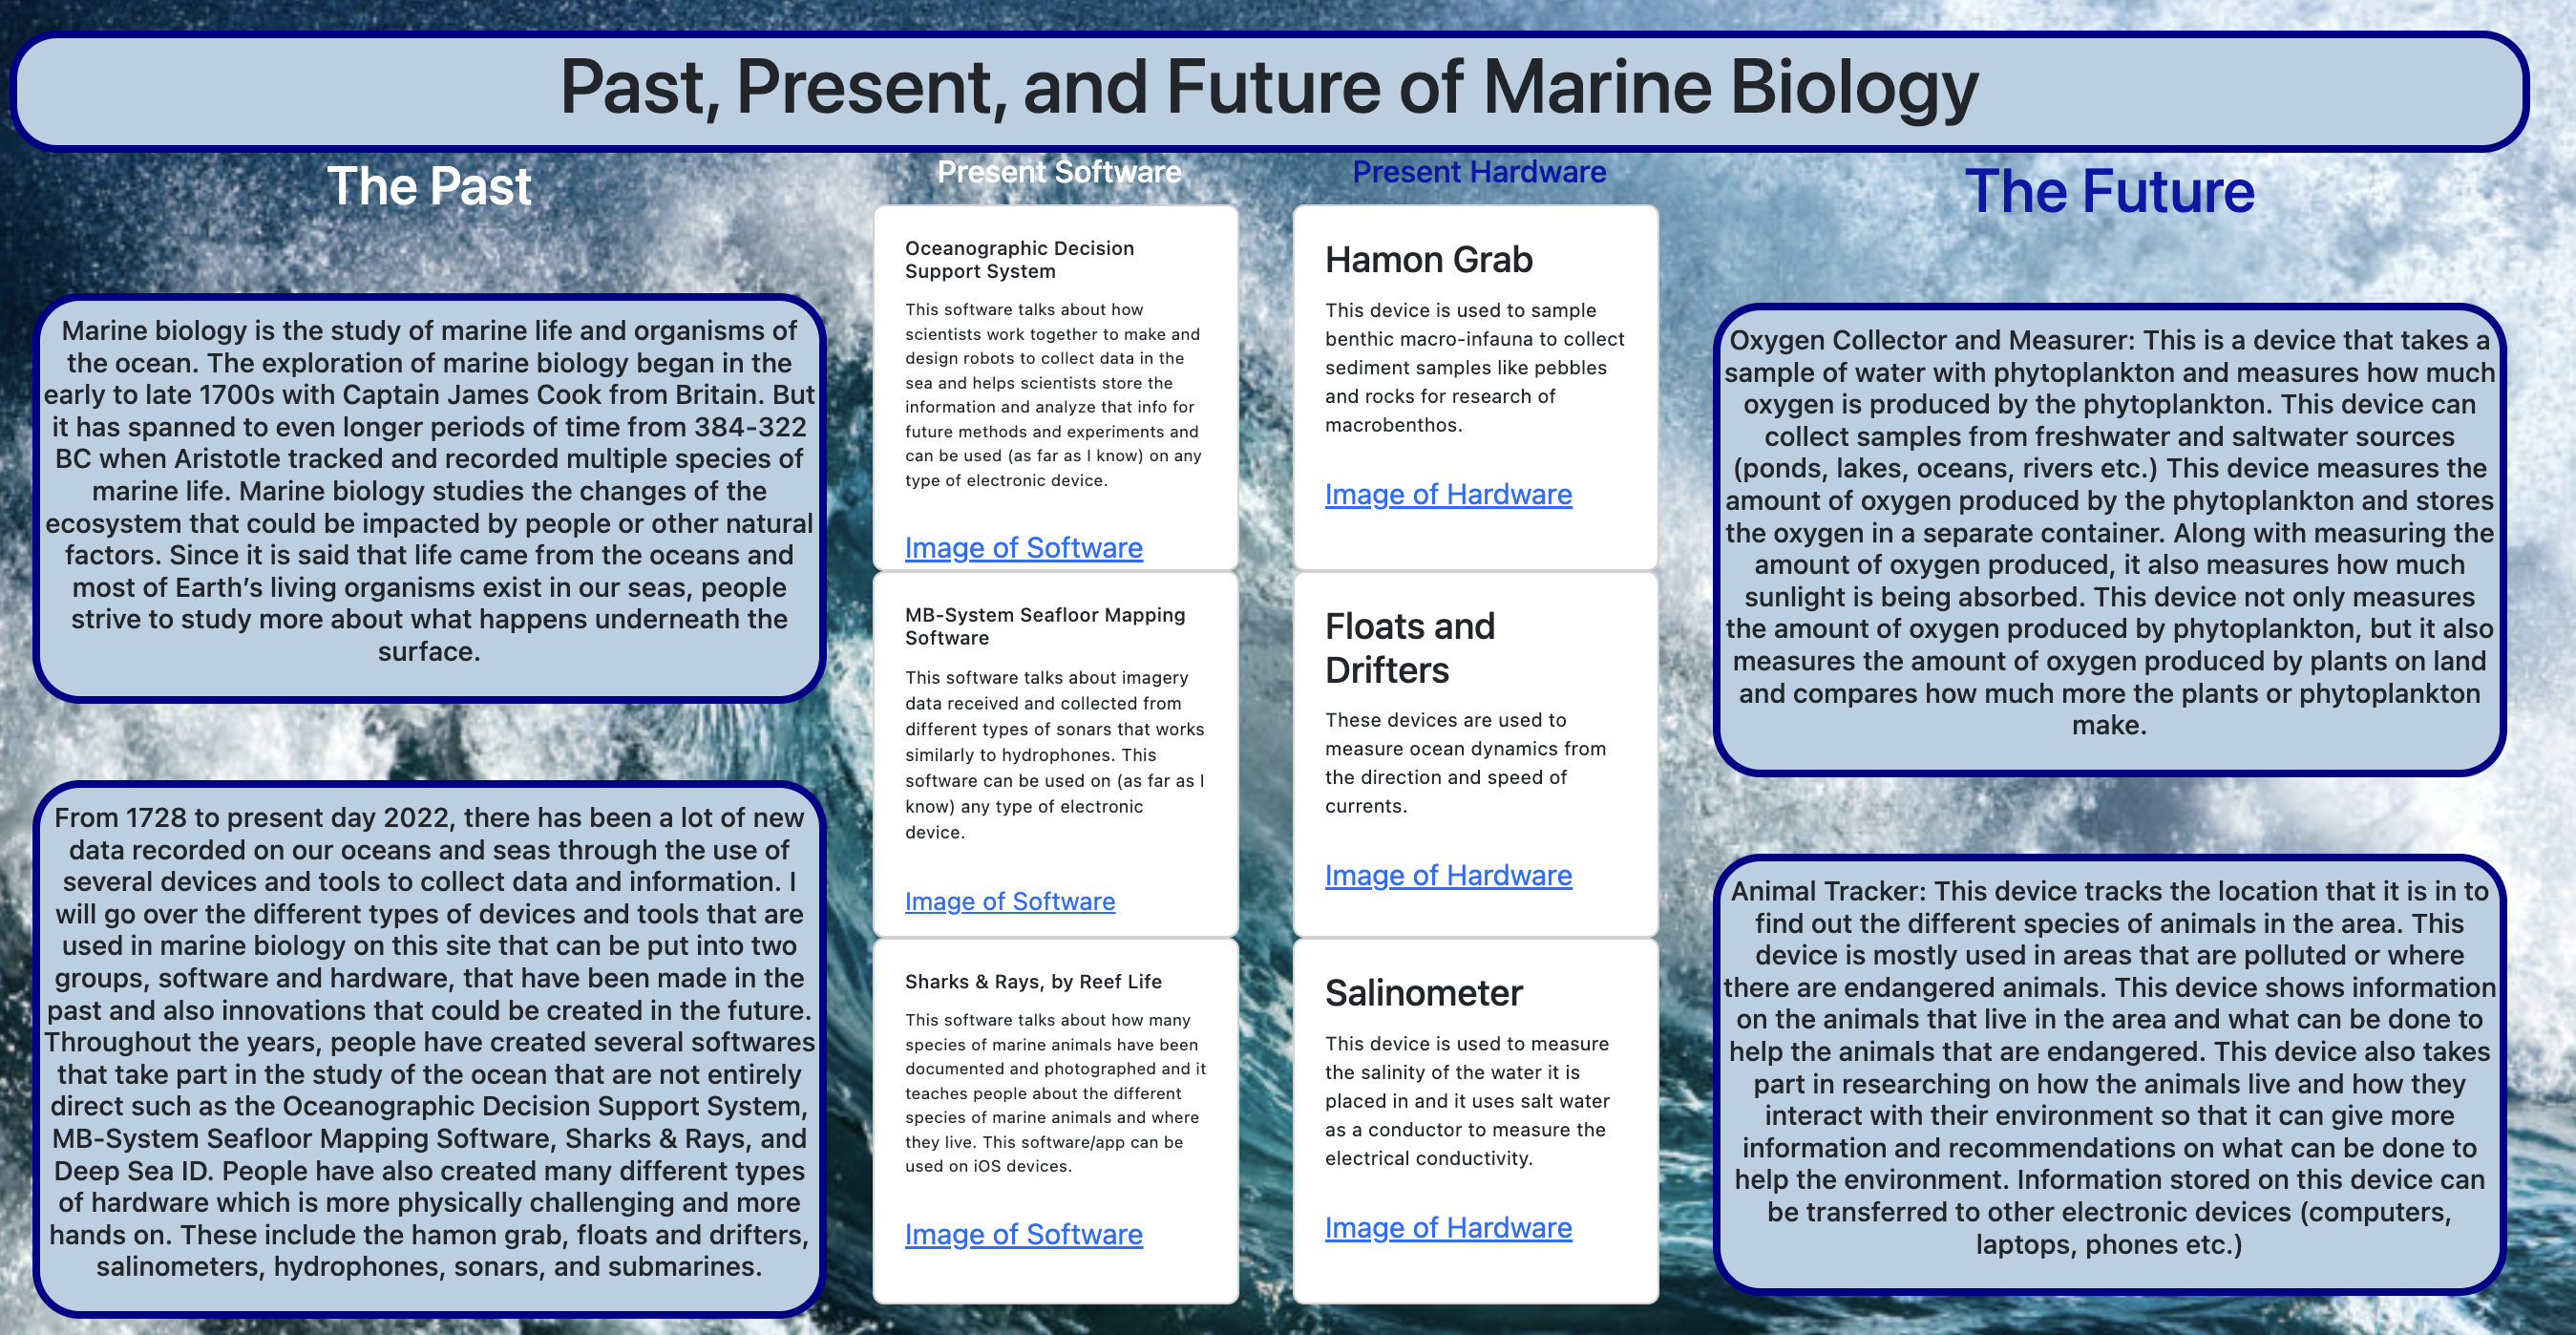 Past, Present, and Future of Marine Biology
The Past
Marine biology is the study of marine life and organisms of
the ocean. The exploration of marine biology began in the
early to late 1700s with Captain James Cook from Britain. But
it has spanned to even longer periods of time from 384-322
BC when Aristotle tracked and recorded multiple species of
marine life. Marine biology studies the changes of the
ecosystem that could be impacted by people or other natural
factors. Since it is said that life came from the oceans and
most of Earth’s living organisms exist in our seas, people
strive to study more about what happens underneath the
surface.
From 1728 to present day 2022, there has been a lot of new
data recorded on our oceans and seas through the use of
several devices and tools to collect data and information. I
will go over the different types of devices and tools that are
used in marine biology on this site that can be put into two
groups, software and hardware, that have been made in the
past and also innovations that could be created in the future.
Throughout the years, people have created several softwares
that take part in the study of the ocean that are not entirely
direct such as the Oceanographic Decision Support System,
MB-System Seafloor Mapping Software, Sharks & Rays, and
Deep Sea ID. People have also created many different types
of hardware which is more physically challenging and more
hands on. These include the hamon grab, floats and drifters,
salinometers, hydrophones, sonars, and submarines.
Present Software
Oceanographic Decision
Support System
This software talks about how
scientists work together to make and
design robots to collect data in the
sea and helps scientists store the
information and analyze that info for
future methods and experiments and
can be used (as far as I know) on any
type of electronic device.
Image of Software
MB-System Seafloor Mapping
Software
This software talks about imagery
data received and collected from
different types of sonars that works
similarly to hydrophones. This
software can be used on (as far as I
know) any type of electronic
device.
Image of Software
Sharks & Rays, by Reef Life
This software talks about how many
species of marine animals have been
documented and photographed and it
teaches people about the different
species of marine animals and where
they live. This software/app can be
used on iOS devices.
Image of Software
Present Hardware
Hamon Grab
This device is used to sample
benthic macro-infauna to collect
sediment samples like pebbles
and rocks for research of
macrobenthos.
Image of Hardware
Floats and
Drifters
These devices are used to
measure ocean dynamics from
the direction and speed of
currents.
Image of Hardware
Salinometer
This device is used to measure
the salinity of the water it is
placed in and it uses salt water
as a conductor to measure the
electrical conductivity.
Image of Hardware
The Future
Oxygen Collector and Measurer: This is a device that takes a
sample of water with phytoplankton and measures how much
oxygen is produced by the phytoplankton. This device can
collect samples from freshwater and saltwater sources
(ponds, lakes, oceans, rivers etc.) This device measures the
amount of oxygen produced by the phytoplankton and stores
the oxygen in a separate container. Along with measuring the
amount of oxygen produced, it also measures how much
sunlight is being absorbed. This device not only measures
the amount of oxygen produced by phytoplankton, but it also
measures the amount of oxygen produced by plants on land
and compares how much more the plants or phytoplankton
make.
Animal Tracker: This device tracks the location that it is in to
find out the different species of animals in the area. This
device is mostly used in areas that are polluted or where
there are endangered animals. This device shows information
on the animals that live in the area and what can be done to
help the animals that are endangered. This device also takes
part in researching on how the animals live and how they
interact with their environment so that it can give more
information and recommendations on what can be done to
help the environment. Information stored on this device can
be transferred to other electronic devices (computers,
laptops, phones etc.)